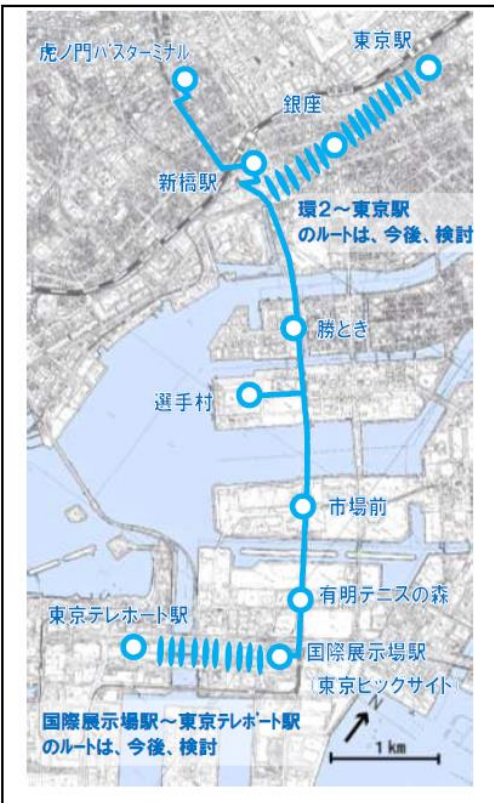 東京駅
虎ノ門バスターミナル
銀座
新橋駅
環2～東京駅
のルートは、今後、検討
勝どき
選手村
市場前
有明テニスの森
東京テレポート駅
国際展示場駅
(東京ビックサイト)
国際展示場駅～東京テレポート駅
のルートは、今後、検討
N
1 km